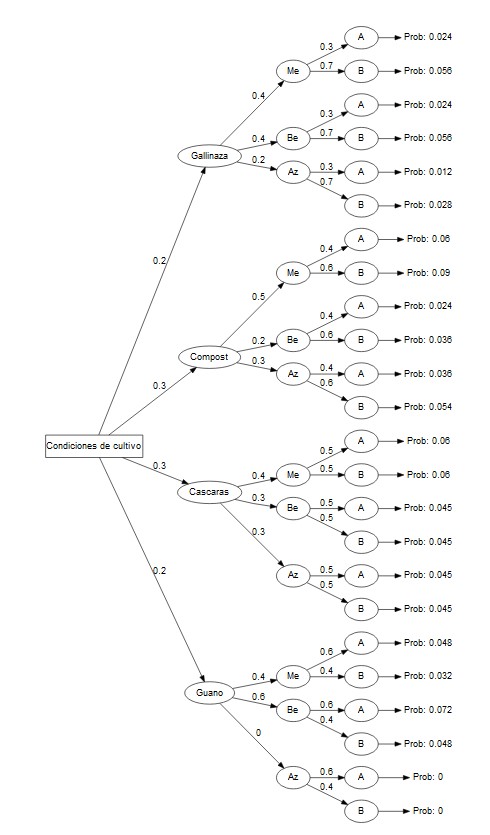 0.3 A Prob: 0.024
Me 0.7 B Prob: 0.056
0.4
0.3 A Prob: 0.024
0.4 Be 0.7 B Prob: 0.056
Gallinaza 0.2 Az 0.3 A Prob: 0.012
0.7 B Prob: 0.028
0.2
0.4 A Prob: 0.06
Me 0.6 B Prob: 0.09
0.5
0.4 A Prob: 0.024
0.2 Be 0.6 B Prob: 0.036
Compost 0.3 Az 0.4 A Prob: 0.036
0.6 B Prob: 0.054
0.3
Condiciones de cultivo
0.3
0.5 A Prob: 0.06
0.4 Me 0.5 B Prob: 0.06
Cascaras 0.3 Be 0.5 A Prob: 0.045
0.5 B Prob: 0.045
0.3
Az 0.5 A Prob: 0.045
0.5 B Prob: 0.045
0.2
0.6 A Prob: 0.048
0.4 Me 0.4 B Prob: 0.032
Guano 0.6 Be 0.6 A Prob: 0.072
0.4 B Prob: 0.048
0
Az 0.6 A Prob: 0
0.4 B Prob: 0